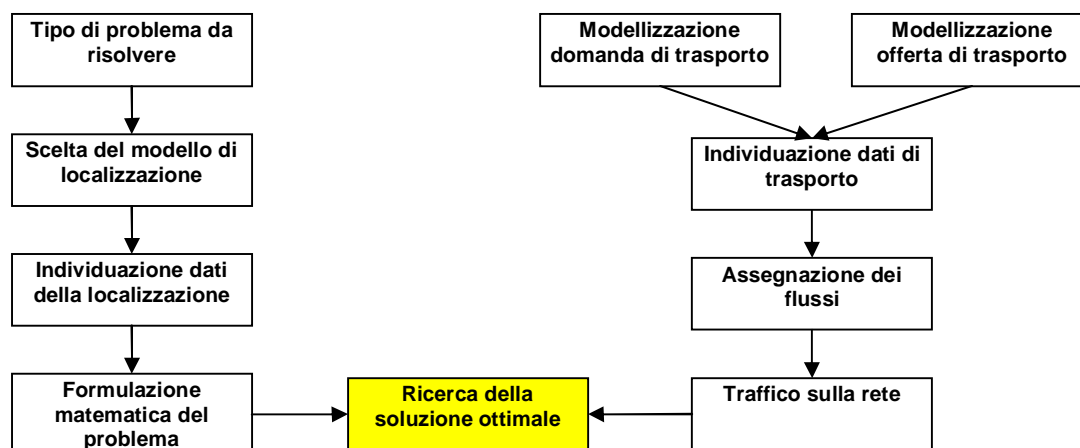 Tipo di problema da
risolvere
Modellizzazione
domanda di trasporto
Modellizzazione
offerta di trasporto
Scelta del modello di
localizzazione
Individuazione dati di
trasporto
Individuazione dati
della localizzazione
Assegnazione dei
flussi
Formulazione
matematica del
problema
Ricerca della
soluzione ottimale
Traffico sulla rete